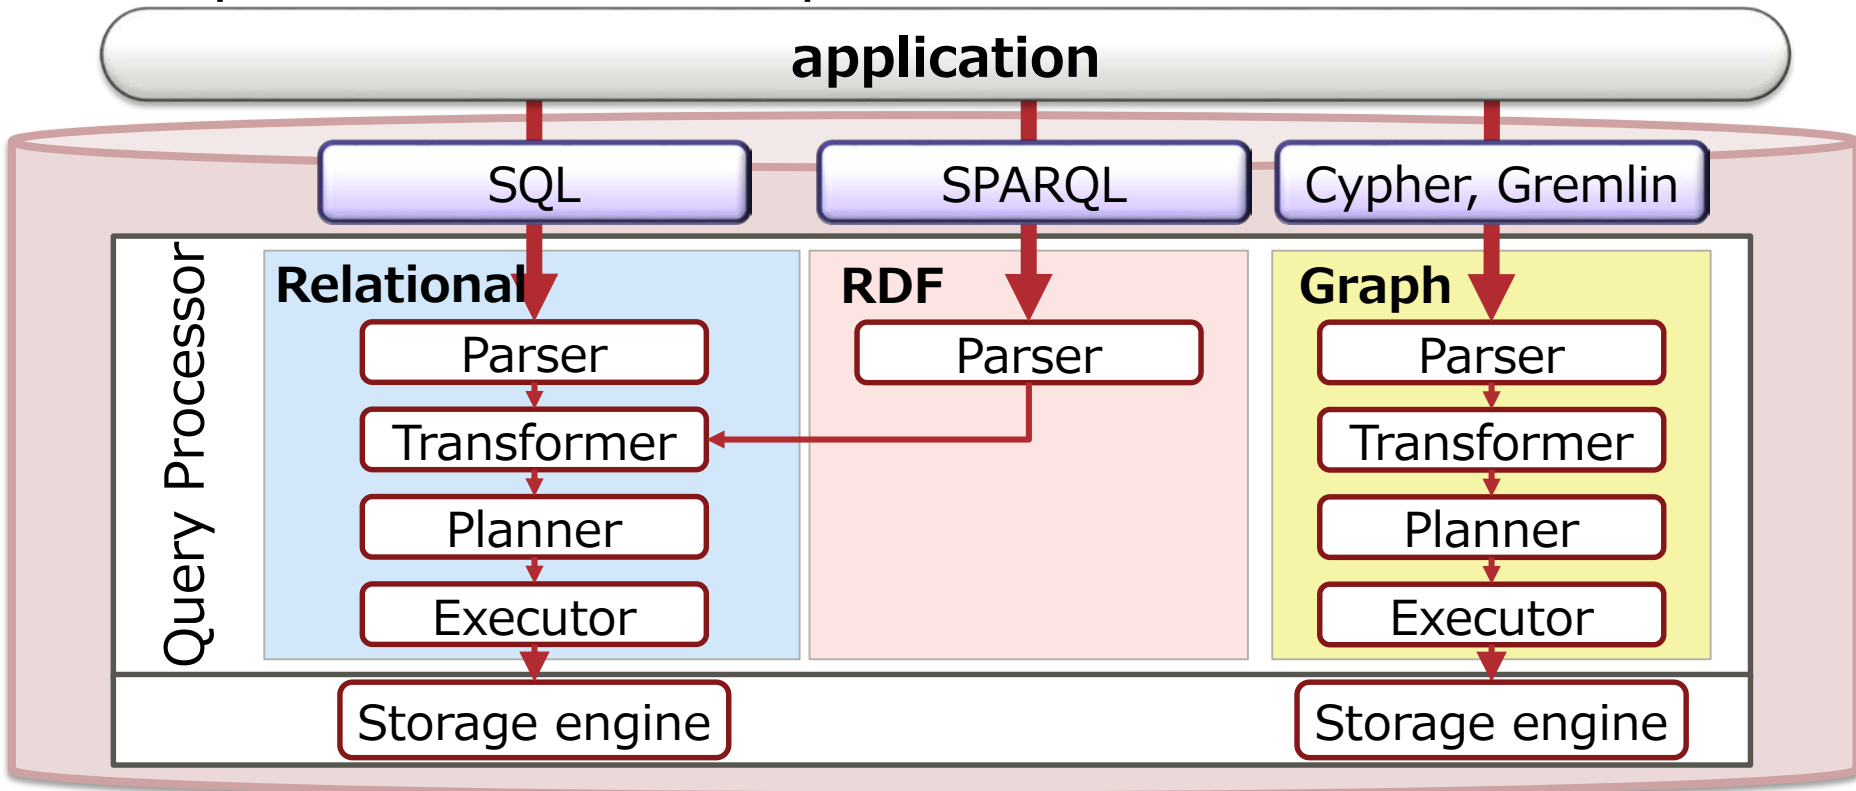 application
SQL
SPARQL
Cypher, Gremlin
Query Processor
Relational
Parser
Transformer
Planner
Executor
Storage engine
RDF
Parser
Graph
Parser
Transformer
Planner
Executor
Storage engine